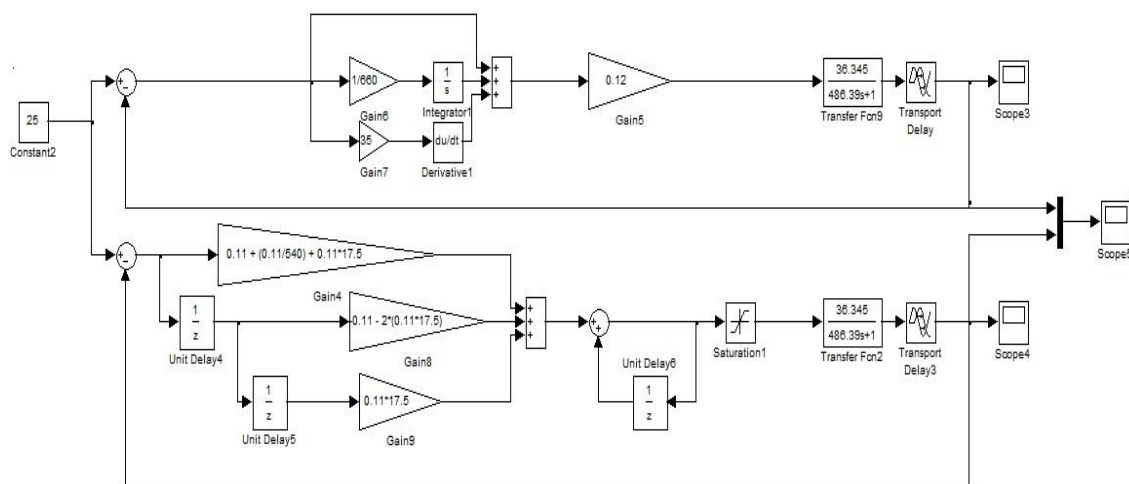 1/660
1
s
+
+
+
0.12
36.345
486.39s+1
Gain6
Integrator1
Gain5
Transfer Fcn9
Transport
Delay
Scope3
25
Constant2
35
du/dt
Gain7
Derivative1
0.11 + (0.11/540) + 0.11*17.5
Gain4
Scope5
1
z
Unit Delay4
-0.11 - 2*(0.11*17.5)
Gain8
+
+
+
+
+
Saturation1
36.345
486.39s+1
Transfer Fcn2
Transport
Delay3
Scope4
1
z
Unit Delay5
0.11*17.5
Gain9
Unit Delay6
1
z